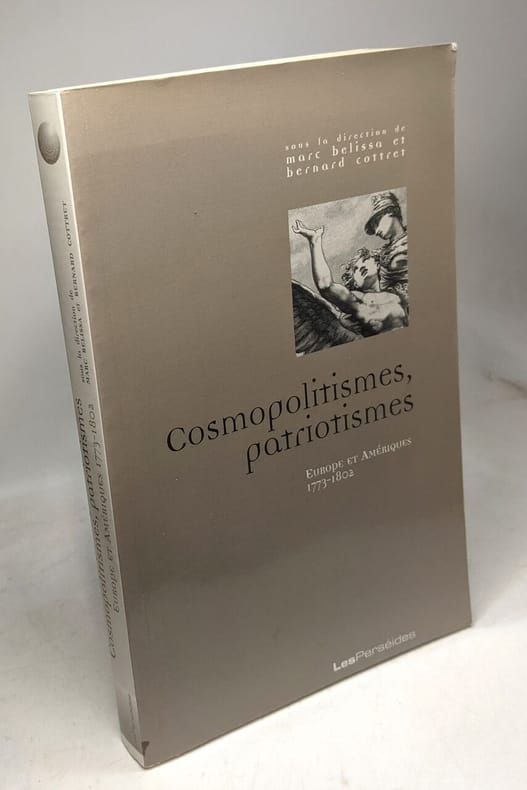 sous la direction de
marc belissa et
bernard cottret
Cosmopolitismes,
patriotismes
Europe et Amériques
1773-1802
LesPerséides
sous la direction de
Marc Belissa et Bernard Cottret
Cosmopolitismes, patriotismes
Europe et Amériques 1773-1802